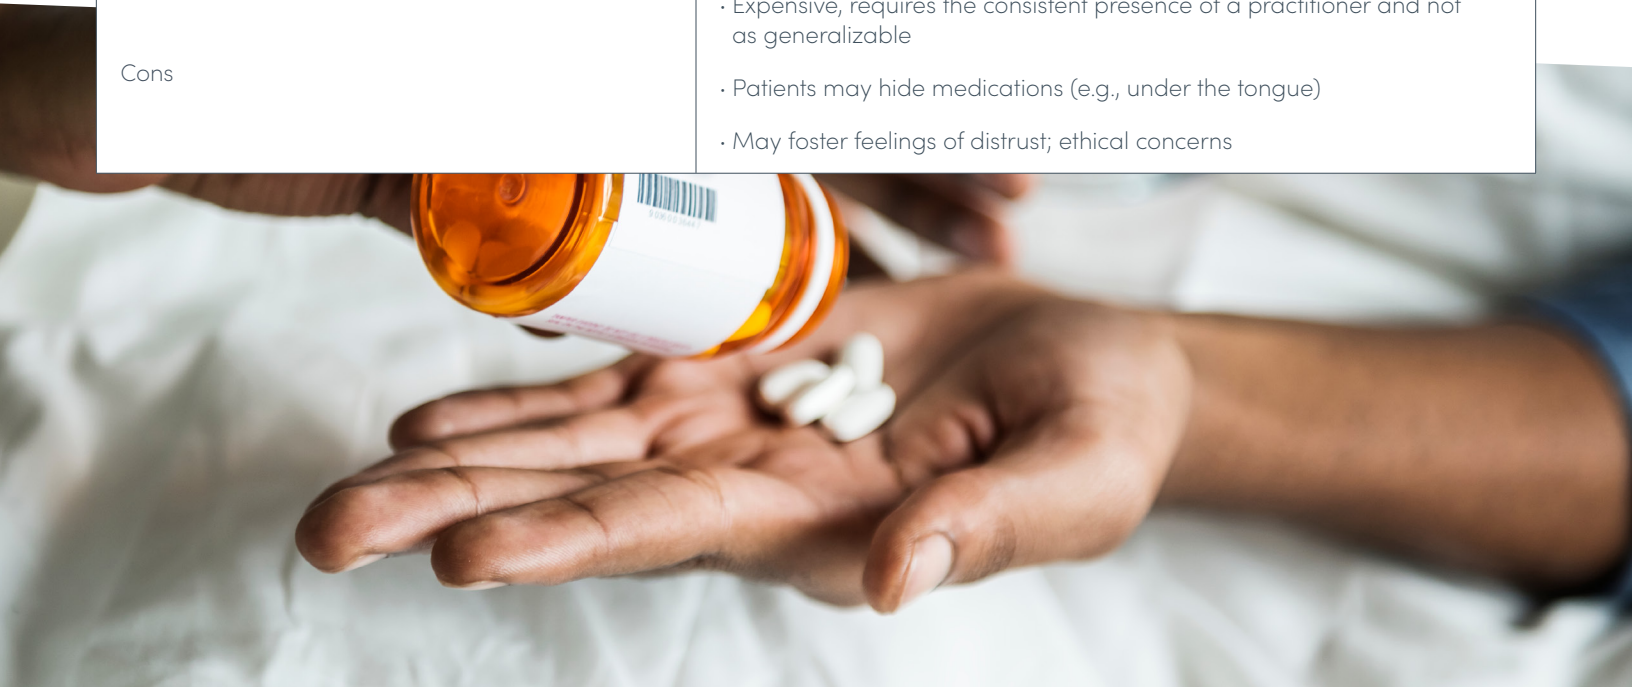 · Expensive, requires the consistent presence of a practitioner and not
as generalizable
Cons
· Patients may hide medications (e.g., under the tongue)
· May foster feelings of distrust; ethical concerns